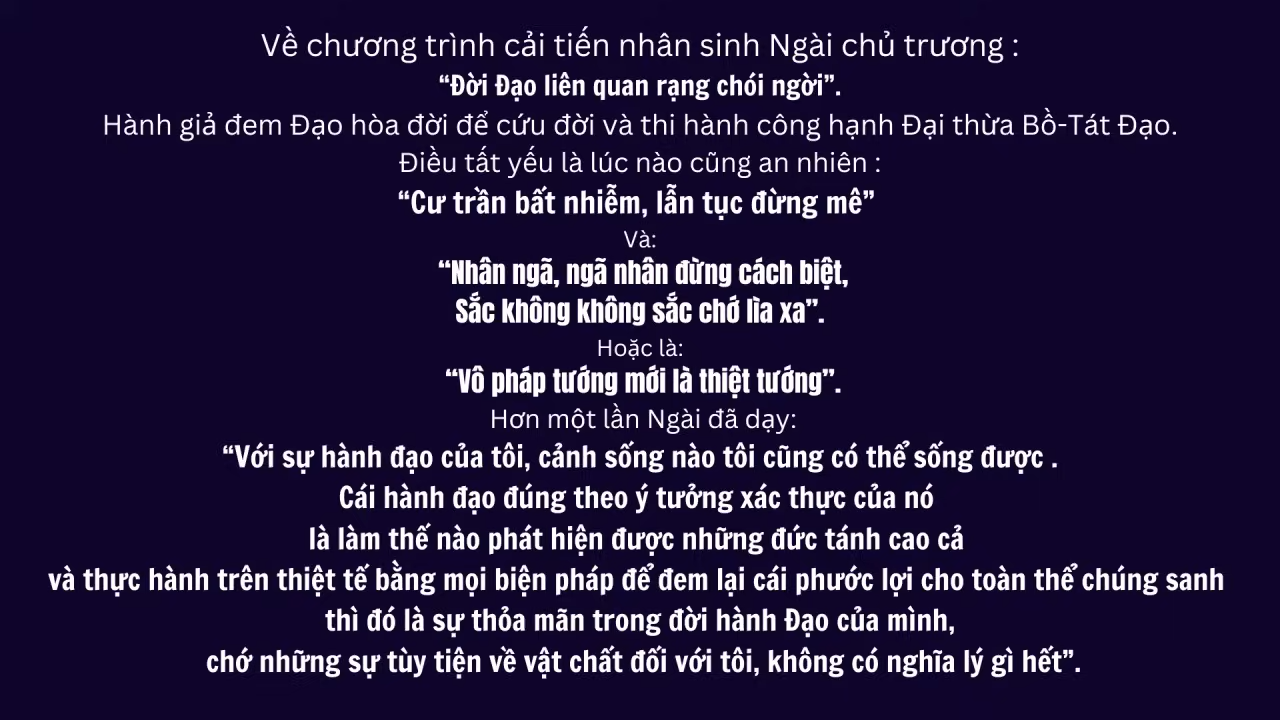 Về chương trình cải tiến nhân sinh Ngài chủ trương :
“Đời Đạo liên quan rạng chói ngời”.
Hành giả đem Đạo hòa đời để cứu đời và thi hành công hạnh Đại thừa Bồ-Tát Đạo.
Điều tất yếu là lúc nào cũng an nhiên :
“Cư trần bất nhiễm, lẫn tục đừng mê”
Và:
“Nhân ngã, ngã nhân đừng cách biệt,
Sắc không không sắc chớ lìa xa”.
Hoặc là:
“Vô pháp tướng mới là thiệt tướng”.
Hơn một lần Ngài đã dạy:
“Với sự hành đạo của tôi, cảnh sống nào tôi cũng có thể sống được .
Cái hành đạo đúng theo ý tưởng xác thực của nó
là làm thế nào phát hiện được những đức tánh cao cả
và thực hành trên thiệt tế bằng mọi biện pháp để đem lại cái phước lợi cho toàn thể chúng sanh
thì đó là sự thỏa mãn trong đời hành Đạo của mình,
chớ những sự tùy tiện về vật chất đối với tôi, không có nghĩa lý gì hết”.